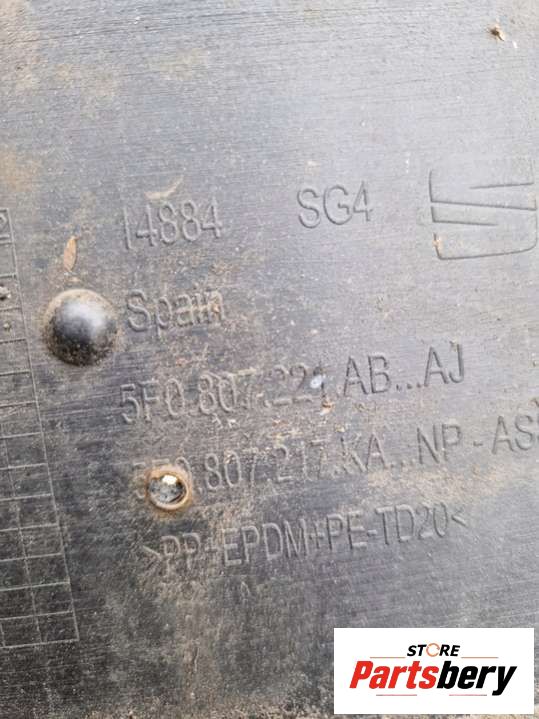 14884 SG4
Spain
5F0.807.221.AB...AJ
5F0.807.217.KA...NP-AS
>PP+EPDM+PE-TD20<
STORE
Partsbery